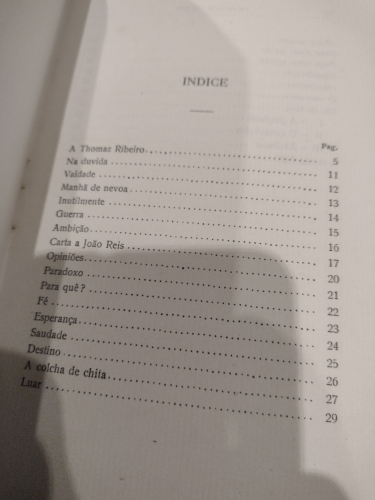 INDICE
Pag.
A Thomaz Ribeiro 5
Na duvida 11
Vaidade 12
Manhã de nevoa 13
Inutilmente 14
Guerra 15
Ambição 16
Carta a João Reis 17
Opiniões 20
Paradoxo 21
Para quê? 22
Fé 23
Esperança 24
Saudade 25
Destino 26
A colcha de chita 27
Luar 29